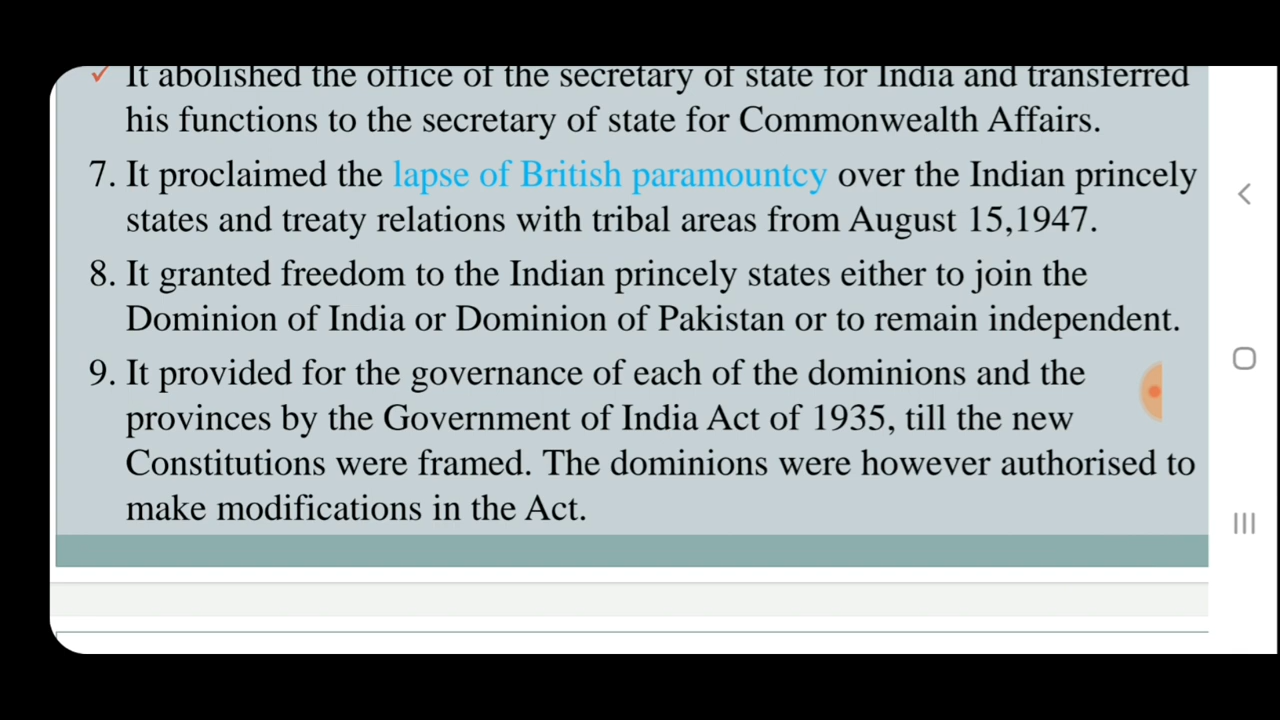 ✓ It abolished the office of the secretary of state for India and transferred
his functions to the secretary of state for Commonwealth Affairs.
7. It proclaimed the lapse of British paramountcy over the Indian princely
states and treaty relations with tribal areas from August 15,1947.
8. It granted freedom to the Indian princely states either to join the
Dominion of India or Dominion of Pakistan or to remain independent.
9. It provided for the governance of each of the dominions and the
provinces by the Government of India Act of 1935, till the new
Constitutions were framed. The dominions were however authorised to
make modifications in the Act.